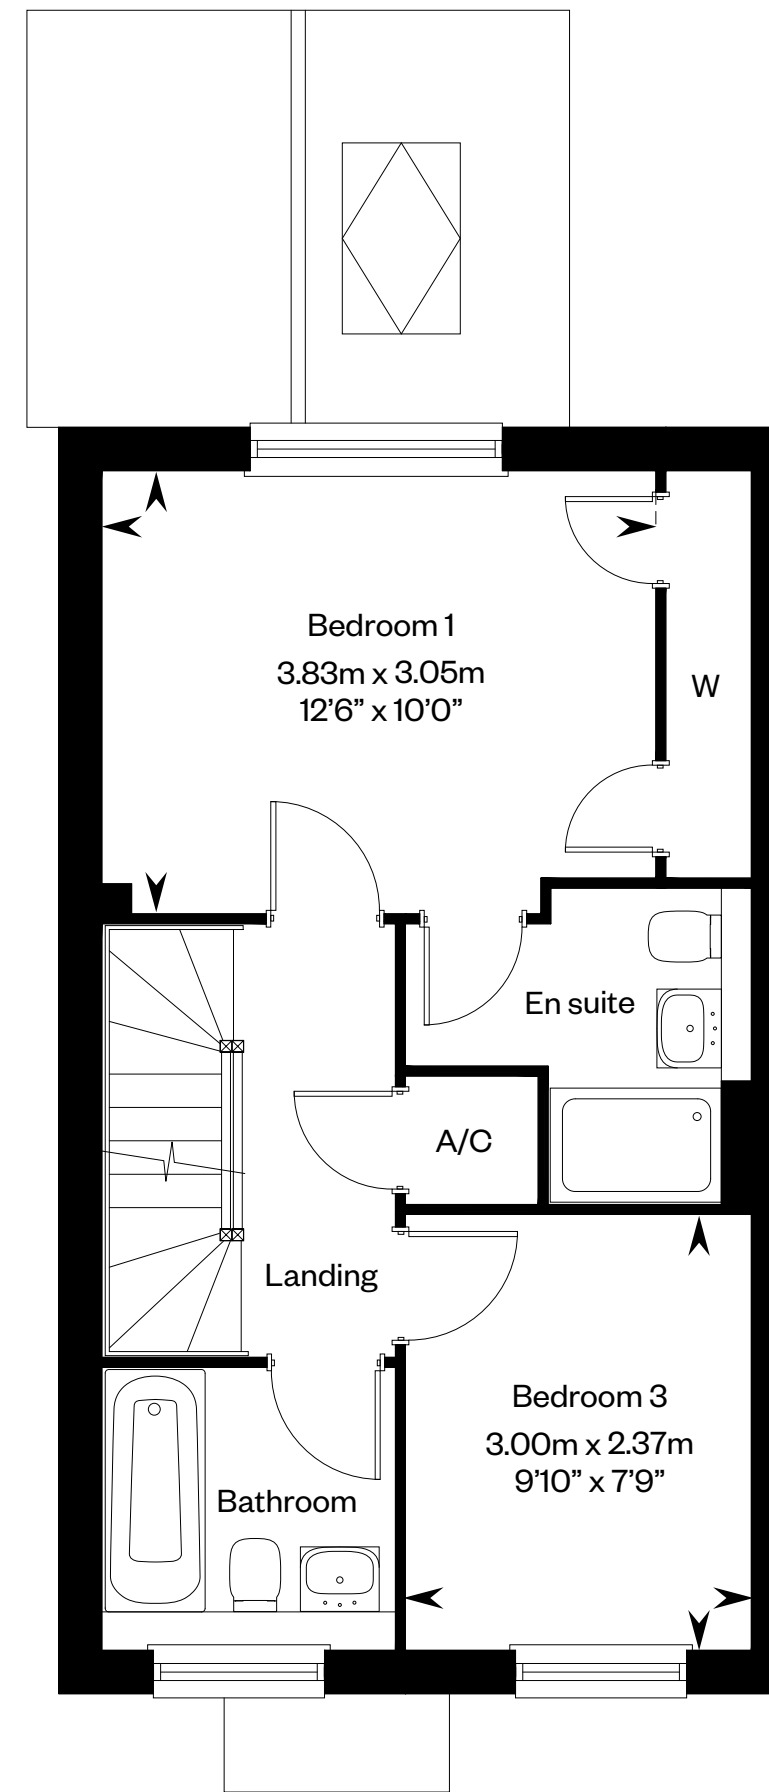 Bedroom 1
3.83m x 3.05m
12’6” x 10’0”
W
En suite
A/C
Landing
Bedroom 3
3.00m x 2.37m
9’10” x 7’9”
Bathroom